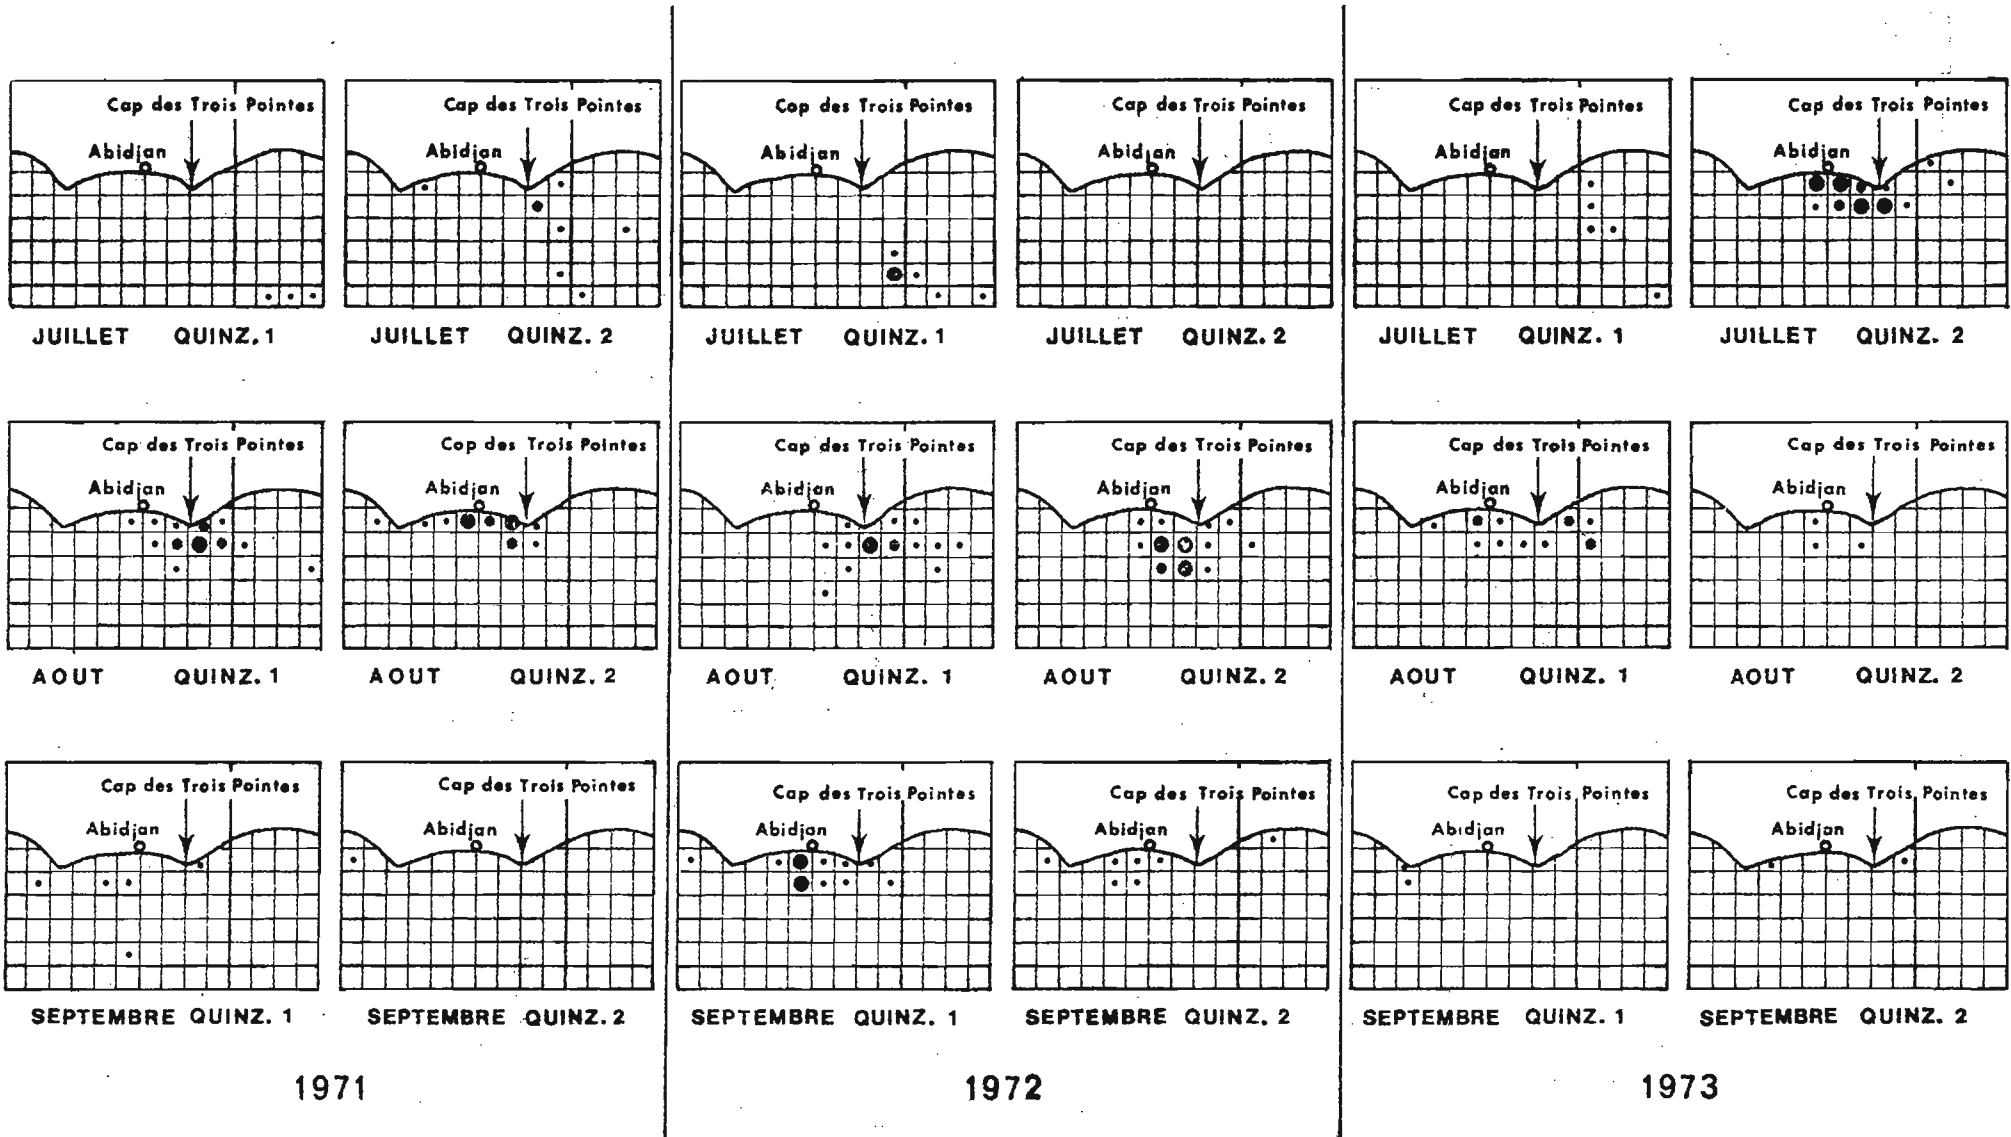 Cap des Trois Pointes
Abidjan
JUILLET QUINZ. 1
Cap des Trois Pointes
Abidjan
JUILLET QUINZ. 2
Cap des Trois Pointes
Abidjan
JUILLET QUINZ. 1
Cap des Trois Pointes
Abidjan
JUILLET QUINZ. 2
Cap des Trois Pointes
Abidjan
JUILLET QUINZ. 1
Cap des Trois Pointes
Abidjan
JUILLET QUINZ. 2
Cap des Trois Pointes
Abidjan
AOUT QUINZ. 1
Cap des Trois Pointes
Abidjan
AOUT QUINZ. 2
Cap des Trois Pointes
Abidjan
AOUT QUINZ. 1
Cap des Trois Pointes
Abidjan
AOUT QUINZ. 2
Cap des Trois Pointes
Abidjan
AOUT QUINZ. 1
Cap des Trois Pointes
Abidjan
AOUT QUINZ. 2
Cap des Trois Pointes
Abidjan
SEPTEMBRE QUINZ. 1
Cap des Trois Pointes
Abidjan
SEPTEMBRE QUINZ. 2
Cap des Trois Pointes
Abidjan
SEPTEMBRE QUINZ. 1
Cap des Trois Pointes
Abidjan
SEPTEMBRE QUINZ. 2
Cap des Trois Pointes
Abidjan
SEPTEMBRE QUINZ. 1
Cap des Trois Pointes
Abidjan
SEPTEMBRE QUINZ. 2
1971
1972
1973